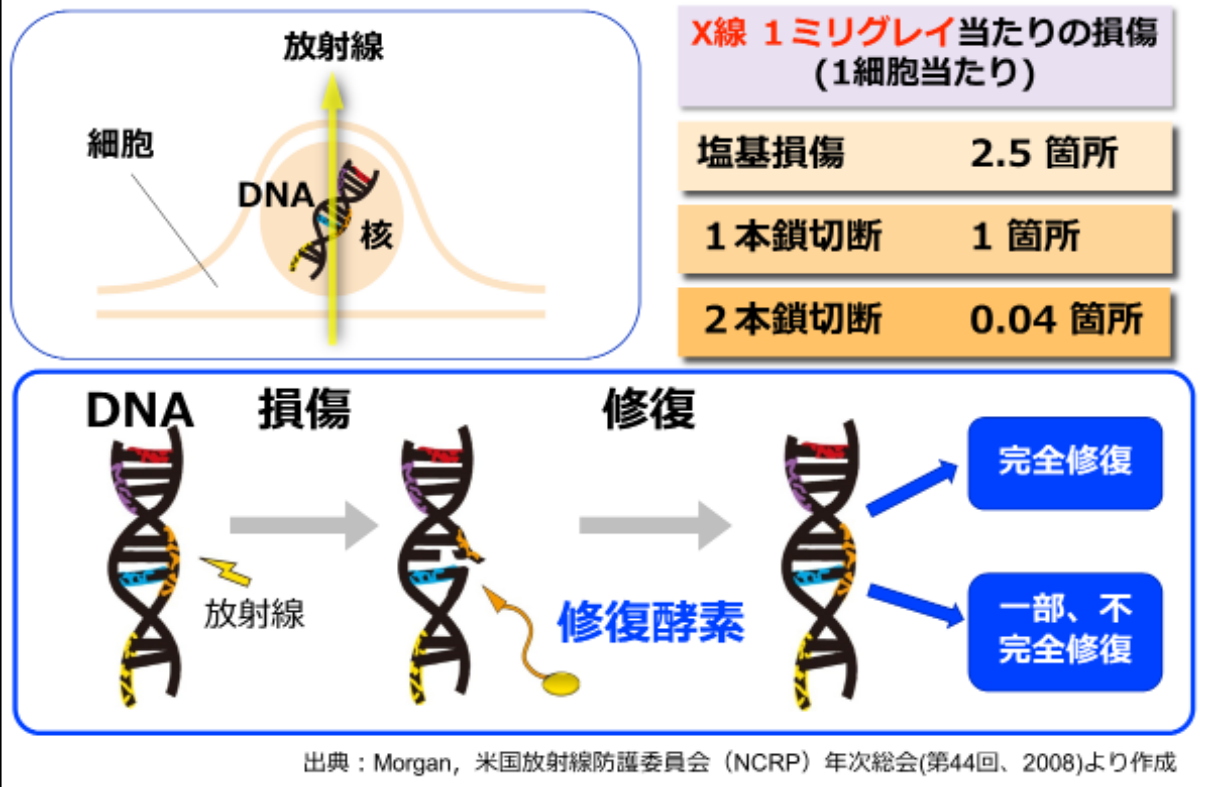 放射線
細胞
DNA
核
X線 １ミリグレイ当たりの損傷
(1細胞当たり)
塩基損傷 2.5 箇所
１本鎖切断 1 箇所
２本鎖切断 0.04 箇所
DNA 損傷 修復
放射線
修復酵素
完全修復
一部、不
完全修復
出典：Morgan, 米国放射線防護委員会（NCRP）年次総会(第44回、2008)より作成